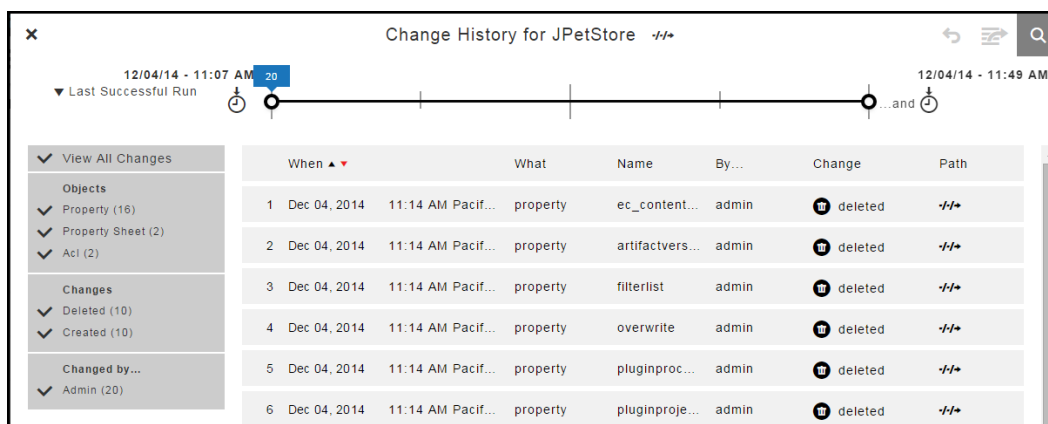 Change History for JPetStore
12/04/14 - 11:07 AM 20 12/04/14 - 11:49 AM
Last Successful Run ...and
View All Changes
Objects
Property (16)
Property Sheet (2)
Acl (2)
Changes
Deleted (10)
Created (10)
Changed by...
Admin (20)
When What Name By... Change Path
1 Dec 04, 2014 11:14 AM Pacif... property ec_content... admin deleted
2 Dec 04, 2014 11:14 AM Pacif... property artifactvers... admin deleted
3 Dec 04, 2014 11:14 AM Pacif... property filterlist admin deleted
4 Dec 04, 2014 11:14 AM Pacif... property overwrite admin deleted
5 Dec 04, 2014 11:14 AM Pacif... property pluginproc... admin deleted
6 Dec 04, 2014 11:14 AM Pacif... property pluginproje... admin deleted